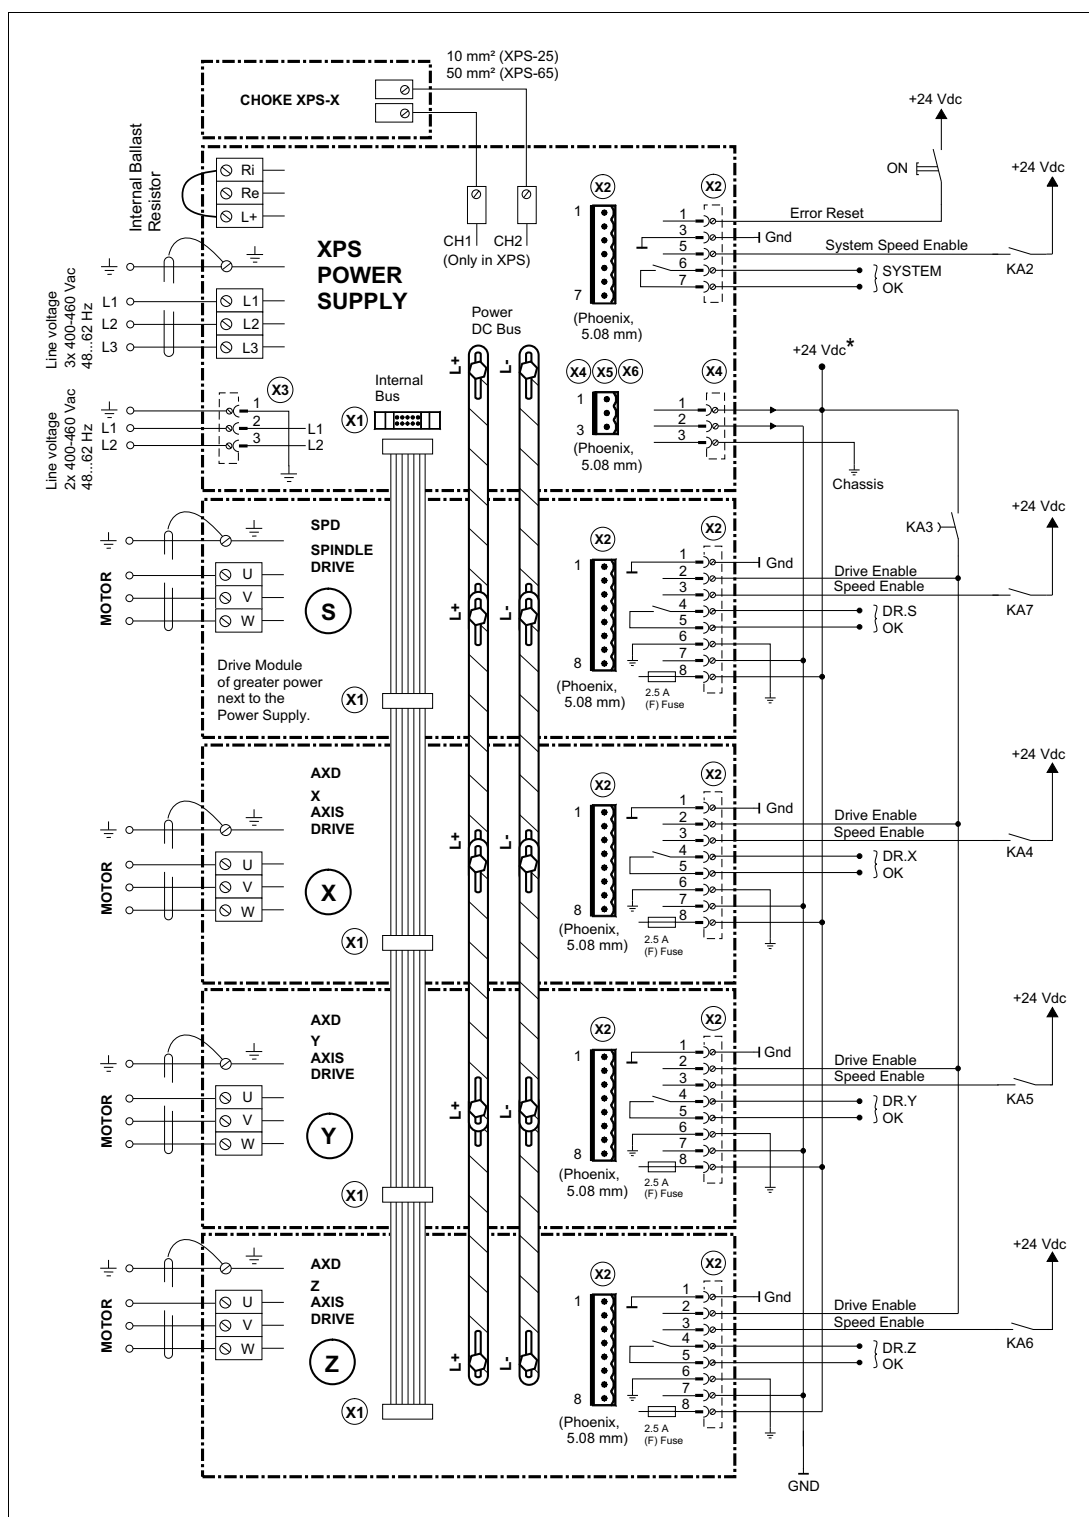 10 mm² (XPS-25)
50 mm² (XPS-65)
CHOKE XPS-X
+24 Vdc
ON
+24 Vdc
Internal Ballast
Resistor
Ri
Re
L+
XPS
POWER
SUPPLY
CH1 CH2
(Only in XPS)
X2
1
7
(Phoenix,
5.08 mm)
X2
1
3
5
6
7
Error Reset
Gnd
System Speed Enable
KA2
SYSTEM
OK
Line voltage
3x 400-460 Vac
48...62 Hz
L1
L2
L3
L1
L2
L3
Power
DC Bus
L+
L-
+24 Vdc*
Line voltage
2x 400-460 Vac
48...62 Hz
L1
L2
X3
1
2
3
L1
L2
Internal
Bus
X1
X4 X5 X6
1
3
(Phoenix,
5.08 mm)
X4
1
2
3
Chassis
SPD
SPINDLE
DRIVE
S
MOTOR
U
V
W
Drive Module
of greater power
next to the
Power Supply.
X1
L+
L-
X2
1
8
(Phoenix,
5.08 mm)
X2
1
2
3
4
5
6
7
8
2.5 A
(F) Fuse
Gnd
Drive Enable
Speed Enable
DR.S
OK
KA3
+24 Vdc
KA7
AXD
X
AXIS
DRIVE
X
MOTOR
U
V
W
X1
L+
L-
X2
1
8
(Phoenix,
5.08 mm)
X2
1
2
3
4
5
6
7
8
2.5 A
(F) Fuse
Gnd
Drive Enable
Speed Enable
DR.X
OK
+24 Vdc
KA4
AXD
Y
AXIS
DRIVE
Y
MOTOR
U
V
W
X1
L+
L-
X2
1
8
(Phoenix,
5.08 mm)
X2
1
2
3
4
5
6
7
8
2.5 A
(F) Fuse
Gnd
Drive Enable
Speed Enable
DR.Y
OK
+24 Vdc
KA5
AXD
Z
AXIS
DRIVE
Z
MOTOR
U
V
W
X1
L+
L-
X2
1
8
(Phoenix,
5.08 mm)
X2
1
2
3
4
5
6
7
8
2.5 A
(F) Fuse
Gnd
Drive Enable
Speed Enable
DR.Z
OK
+24 Vdc
KA6
GND